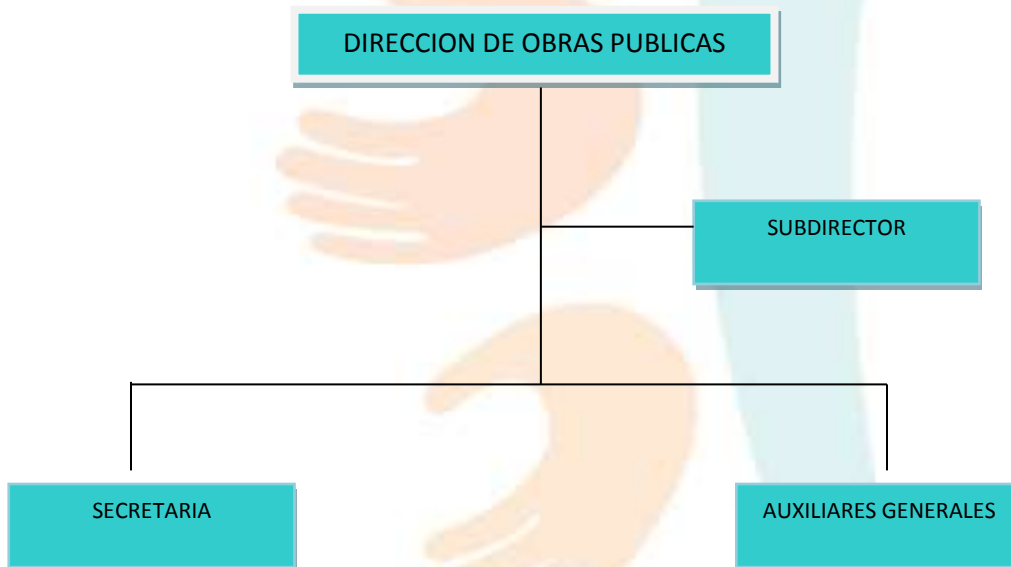 DIRECCION DE OBRAS PUBLICAS
SUBDIRECTOR
SECRETARIA
AUXILIARES GENERALES